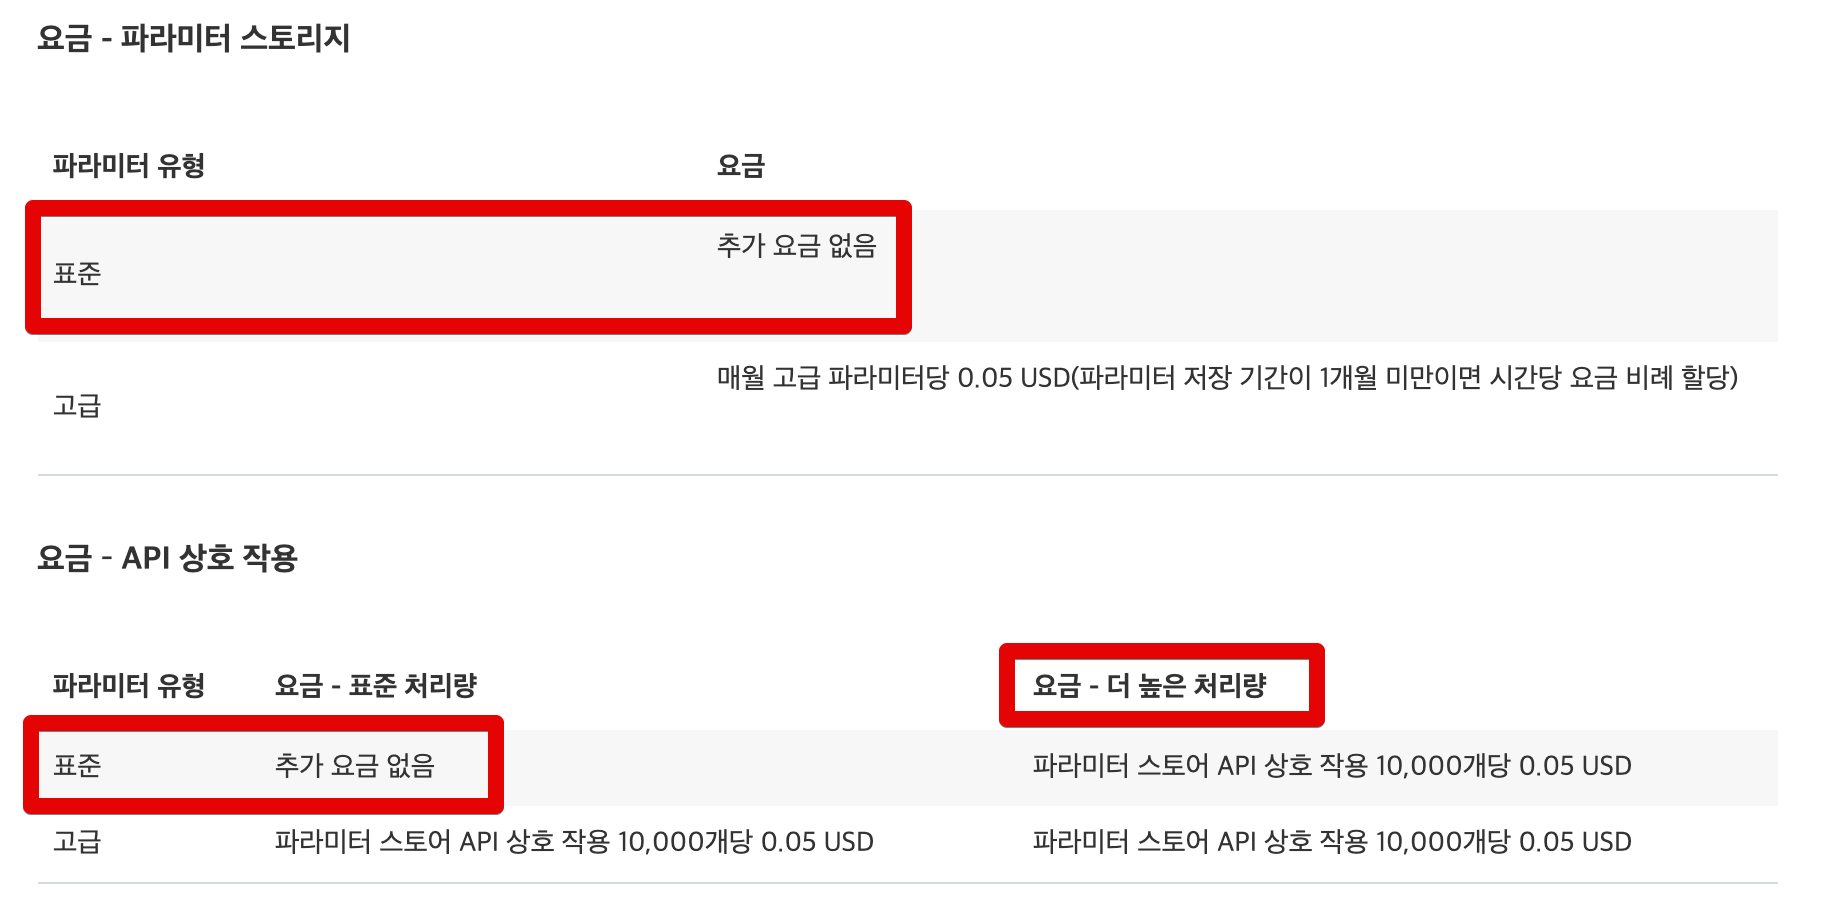 요금 - 파라미터 스토리지
파라미터 유형 요금
표준 추가 요금 없음
고급 매월 고급 파라미터당 0.05 USD(파라미터 저장 기간이 1개월 미만이면 시간당 요금 비례 할당)
요금 - API 상호 작용
파라미터 유형 요금 - 표준 처리량 요금 - 더 높은 처리량
표준 추가 요금 없음 파라미터 스토어 API 상호 작용 10,000개당 0.05 USD
고급 파라미터 스토어 API 상호 작용 10,000개당 0.05 USD 파라미터 스토어 API 상호 작용 10,000개당 0.05 USD